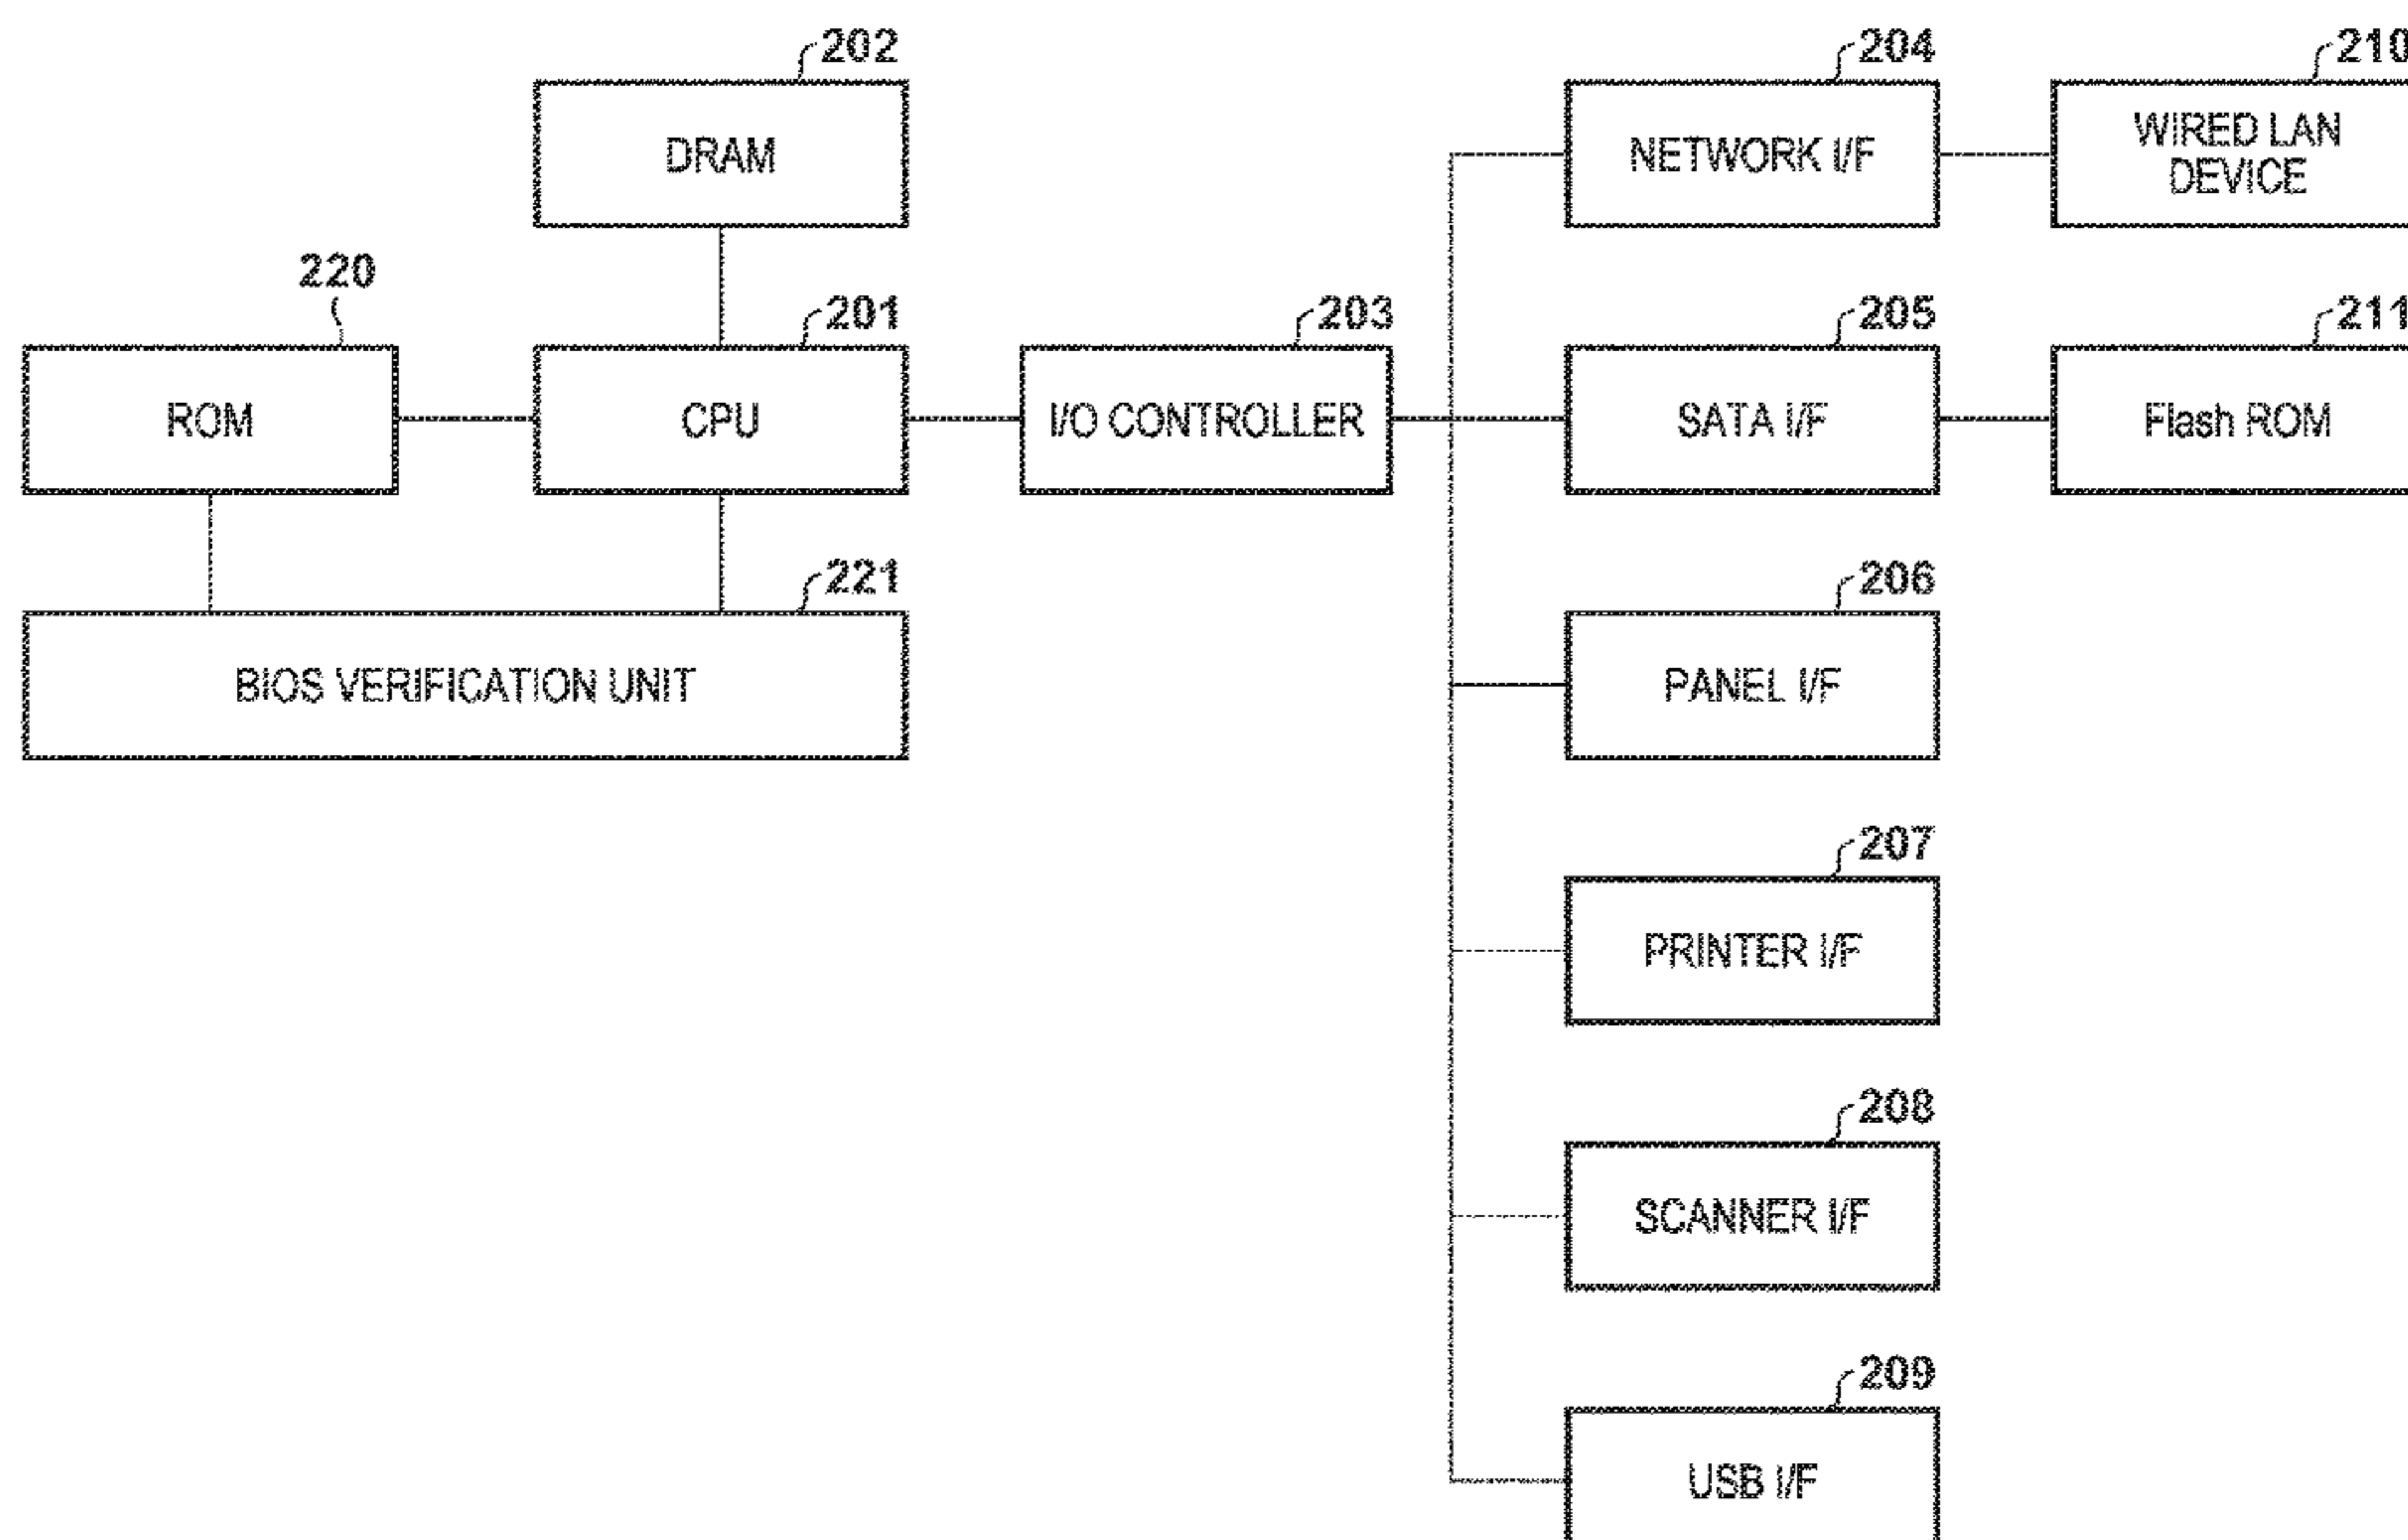 202
204
210
DRAM
NETWORK I/F
WIRED LAN
DEVICE
220
201
203
205
211
ROM
CPU
I/O CONTROLLER
SATA I/F
Flash ROM
221
206
BIOS VERIFICATION UNIT
PANEL I/F
207
PRINTER I/F
208
SCANNER I/F
209
USB I/F